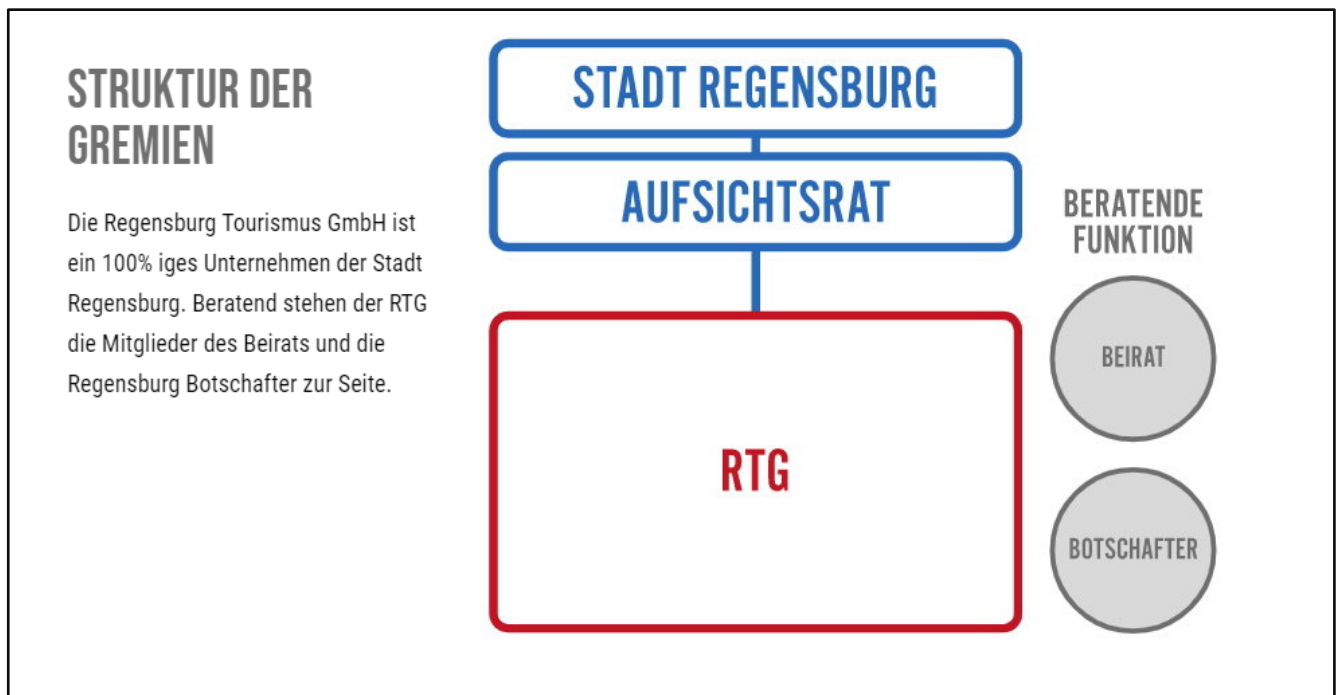 STRUKTUR DER
GREMIEN
Die Regensburg Tourismus GmbH ist
ein 100% iges Unternehmen der Stadt
Regensburg. Beratend stehen der RTG
die Mitglieder des Beirats und die
Regensburg Botschafter zur Seite.
STADT REGENSBURG
AUFSICHTSRAT
RTG
BERATENDE
FUNKTION
BEIRAT
BOTSCHAFTER